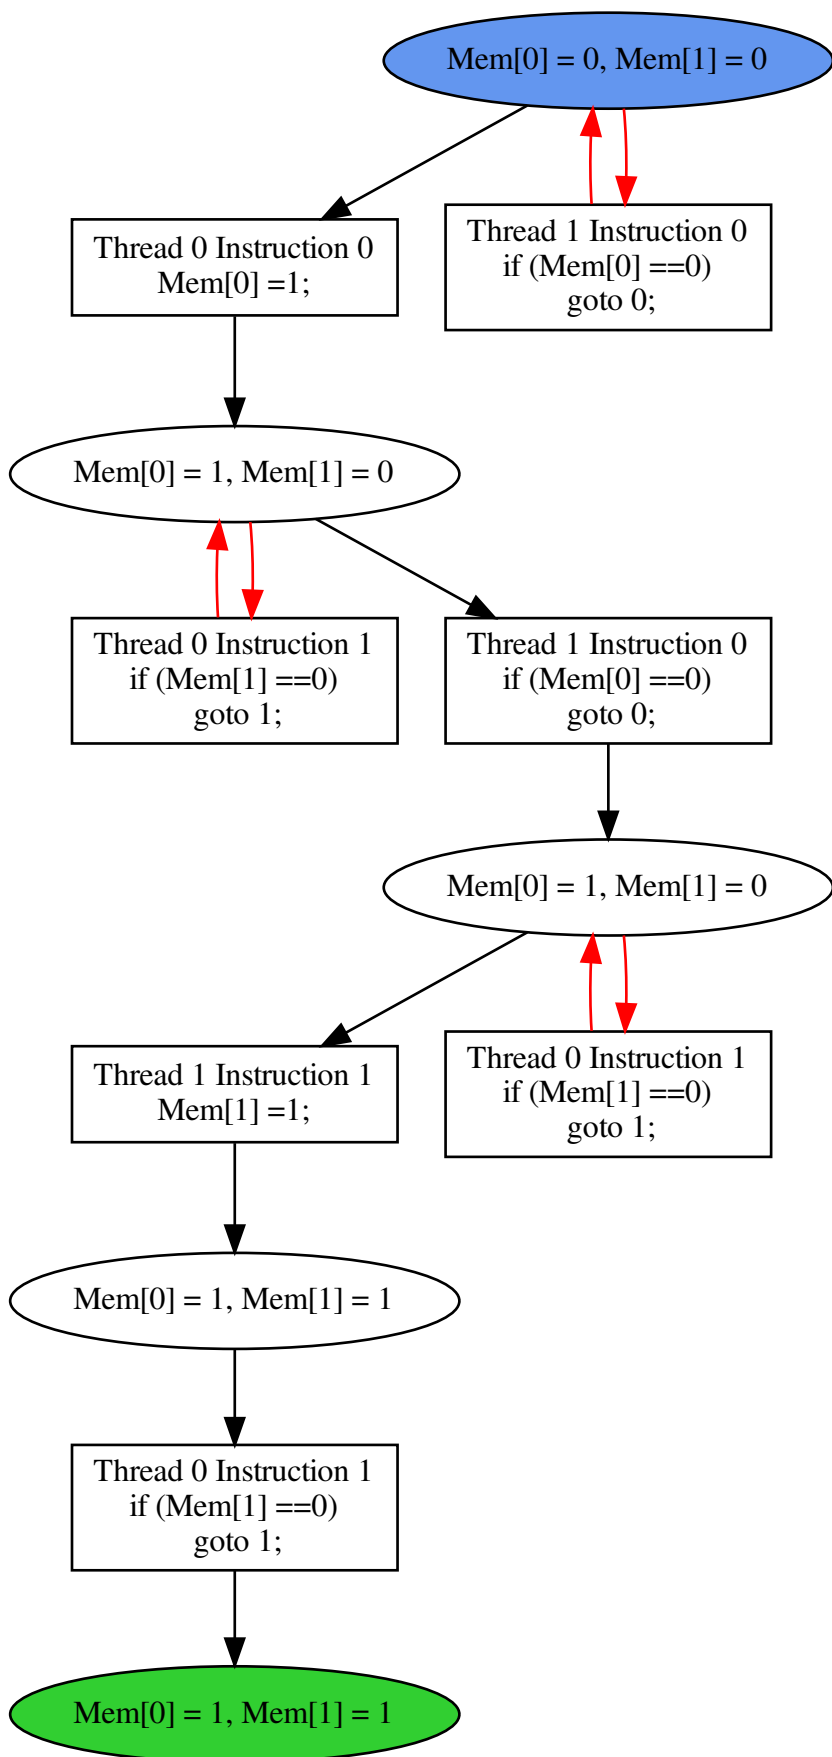 Mem[0] = 0, Mem[1] = 0
Thread 0 Instruction 0
Mem[0] =1;
Thread 1 Instruction 0
if (Mem[0] ==0)
goto 0;
Mem[0] = 1, Mem[1] = 0
Thread 0 Instruction 1
if (Mem[1] ==0)
goto 1;
Thread 1 Instruction 0
if (Mem[0] ==0)
goto 0;
Mem[0] = 1, Mem[1] = 0
Thread 1 Instruction 1
Mem[1] =1;
Thread 0 Instruction 1
if (Mem[1] ==0)
goto 1;
Mem[0] = 1, Mem[1] = 1
Thread 0 Instruction 1
if (Mem[1] ==0)
goto 1;
Mem[0] = 1, Mem[1] = 1